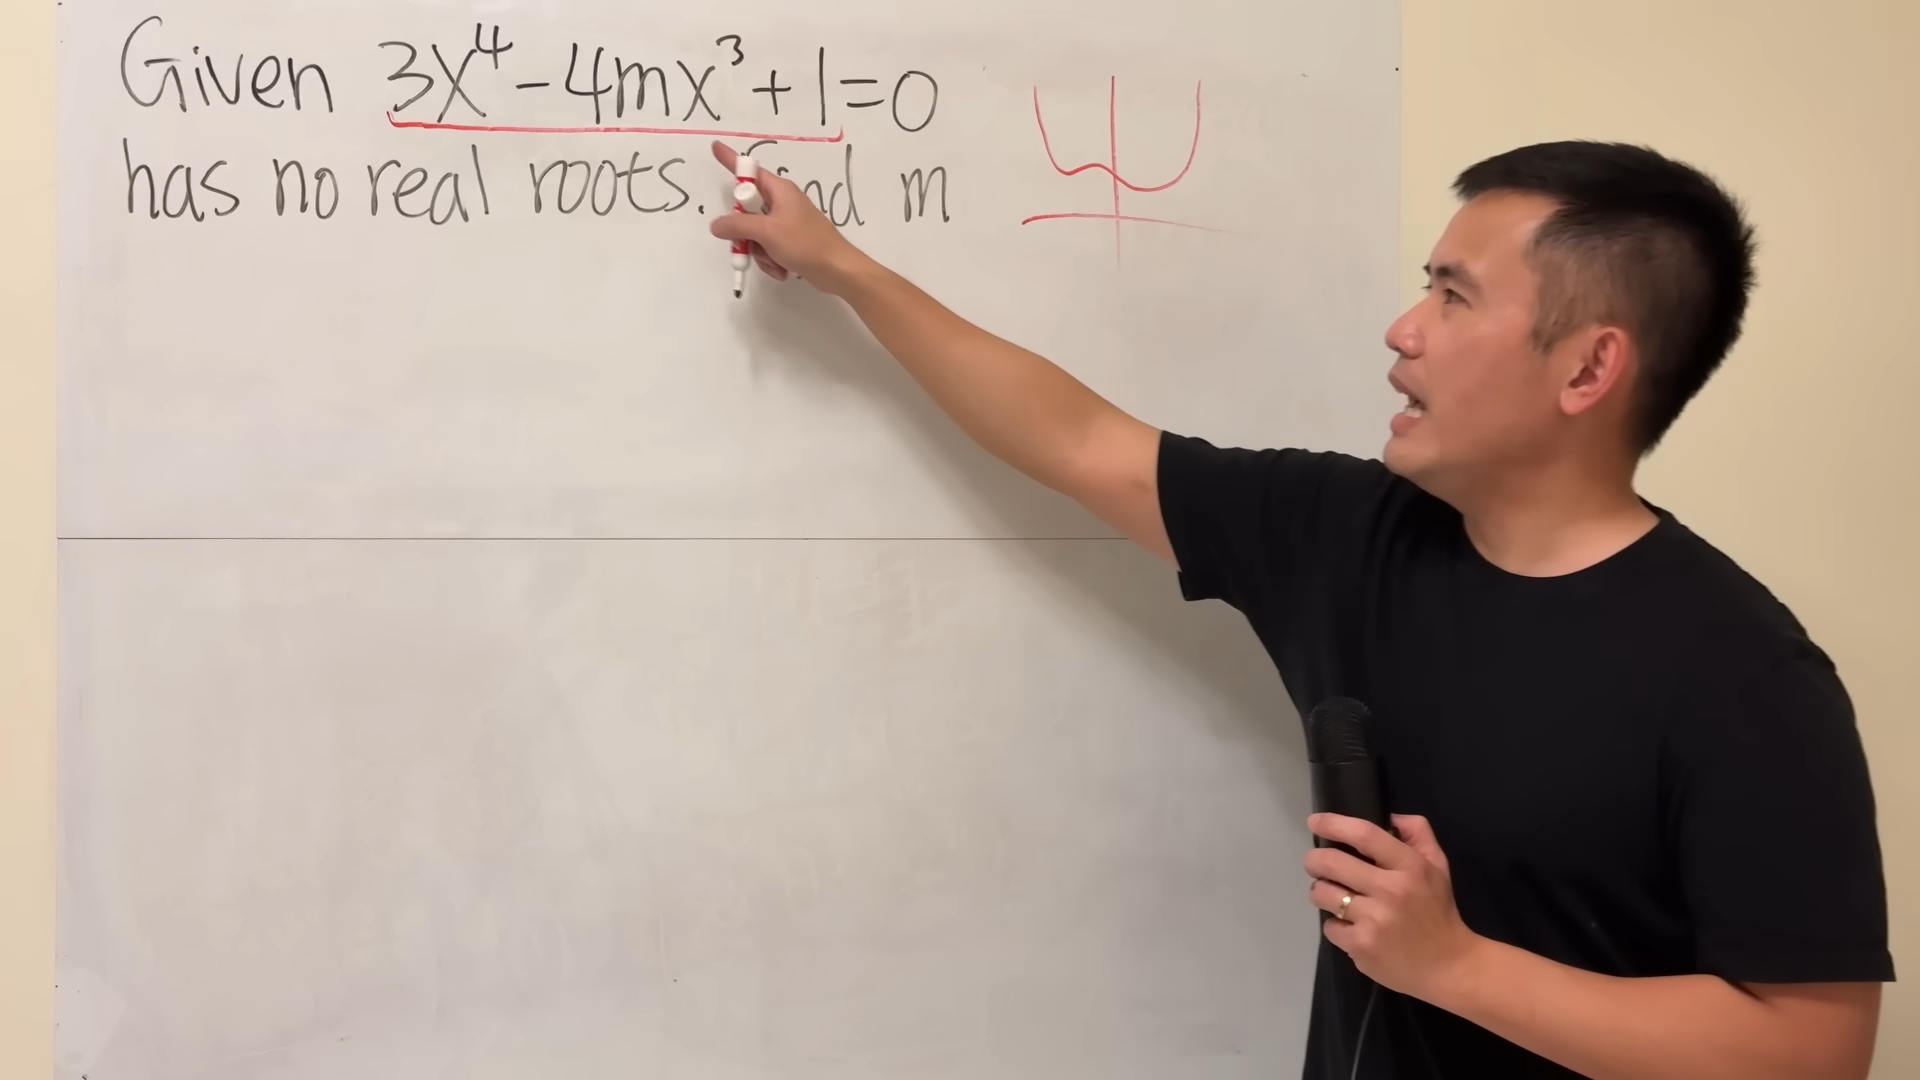 Given 3x⁴-4mx³+1=0
has no real roots. find m